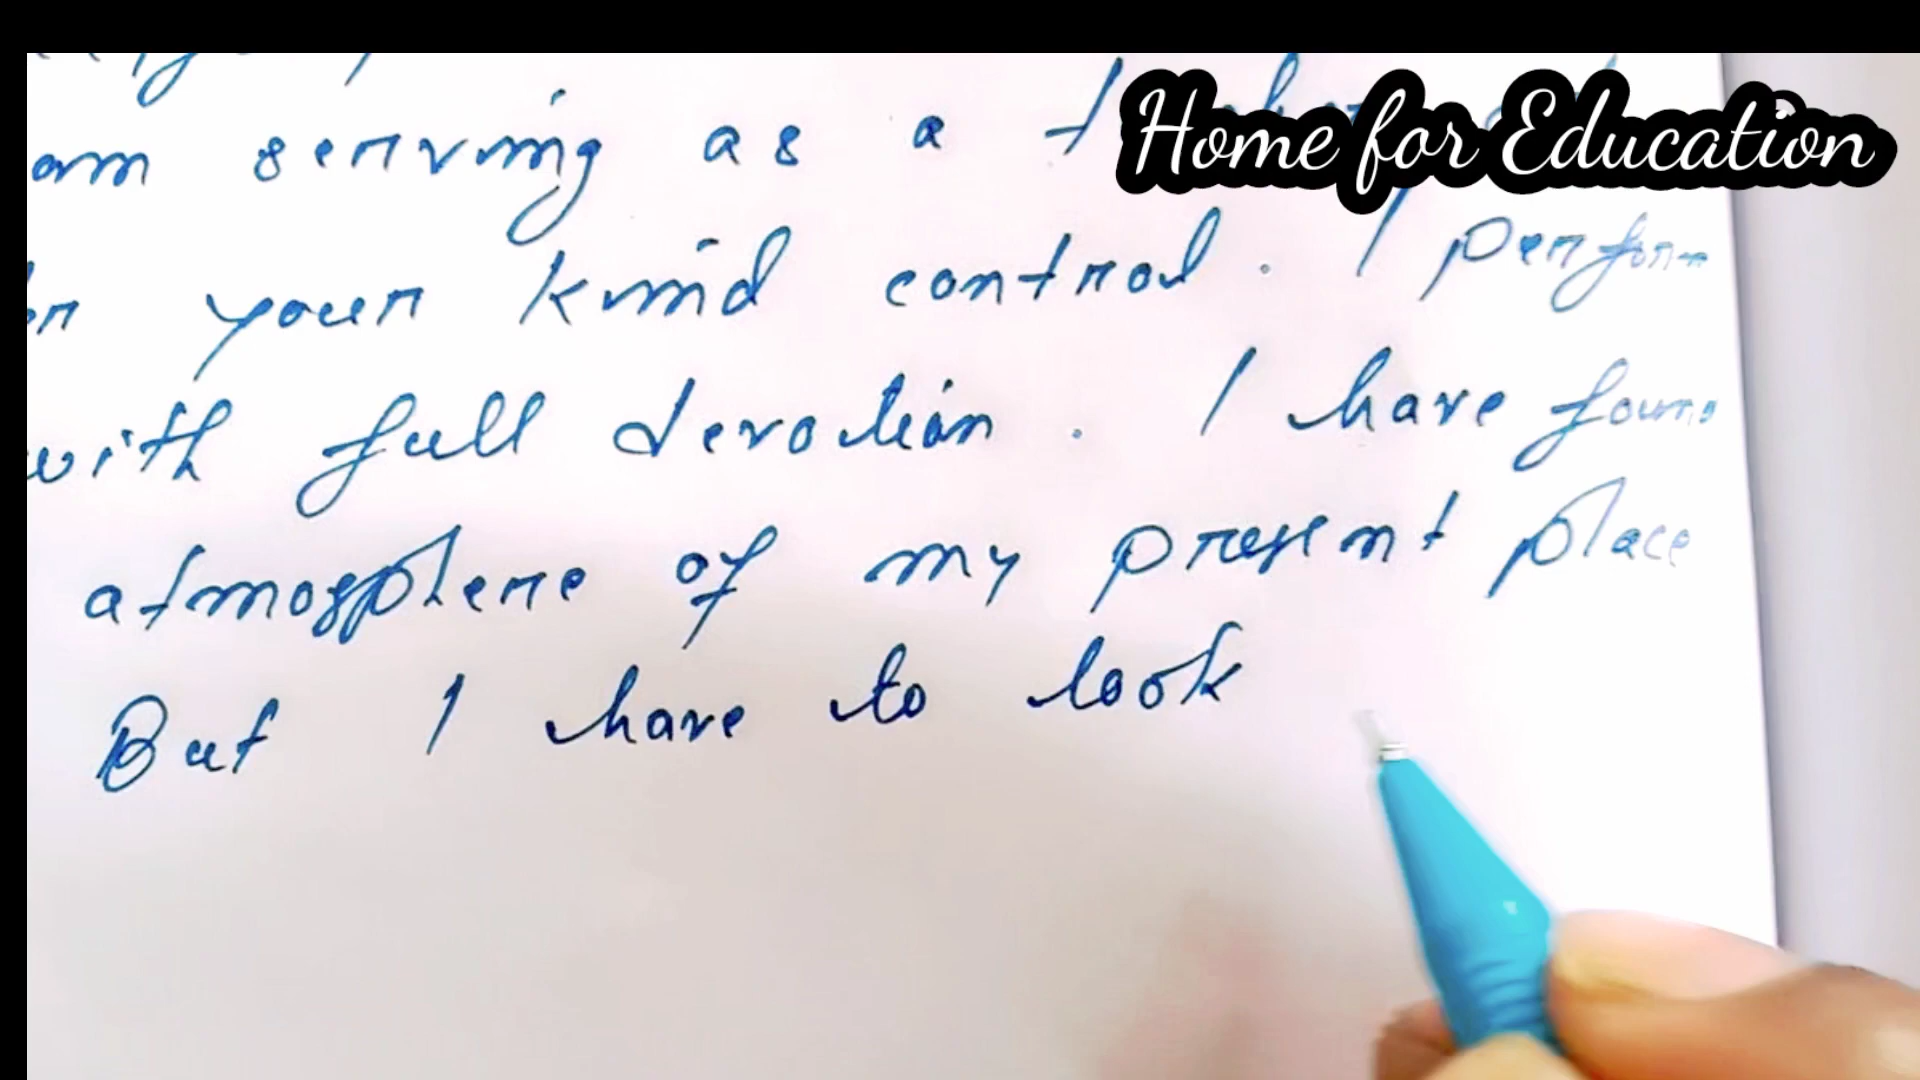 Home for Education
am serving as a
your kind control. I perform
with full devotion. I have found
atmosphere of my present place
But I have to look